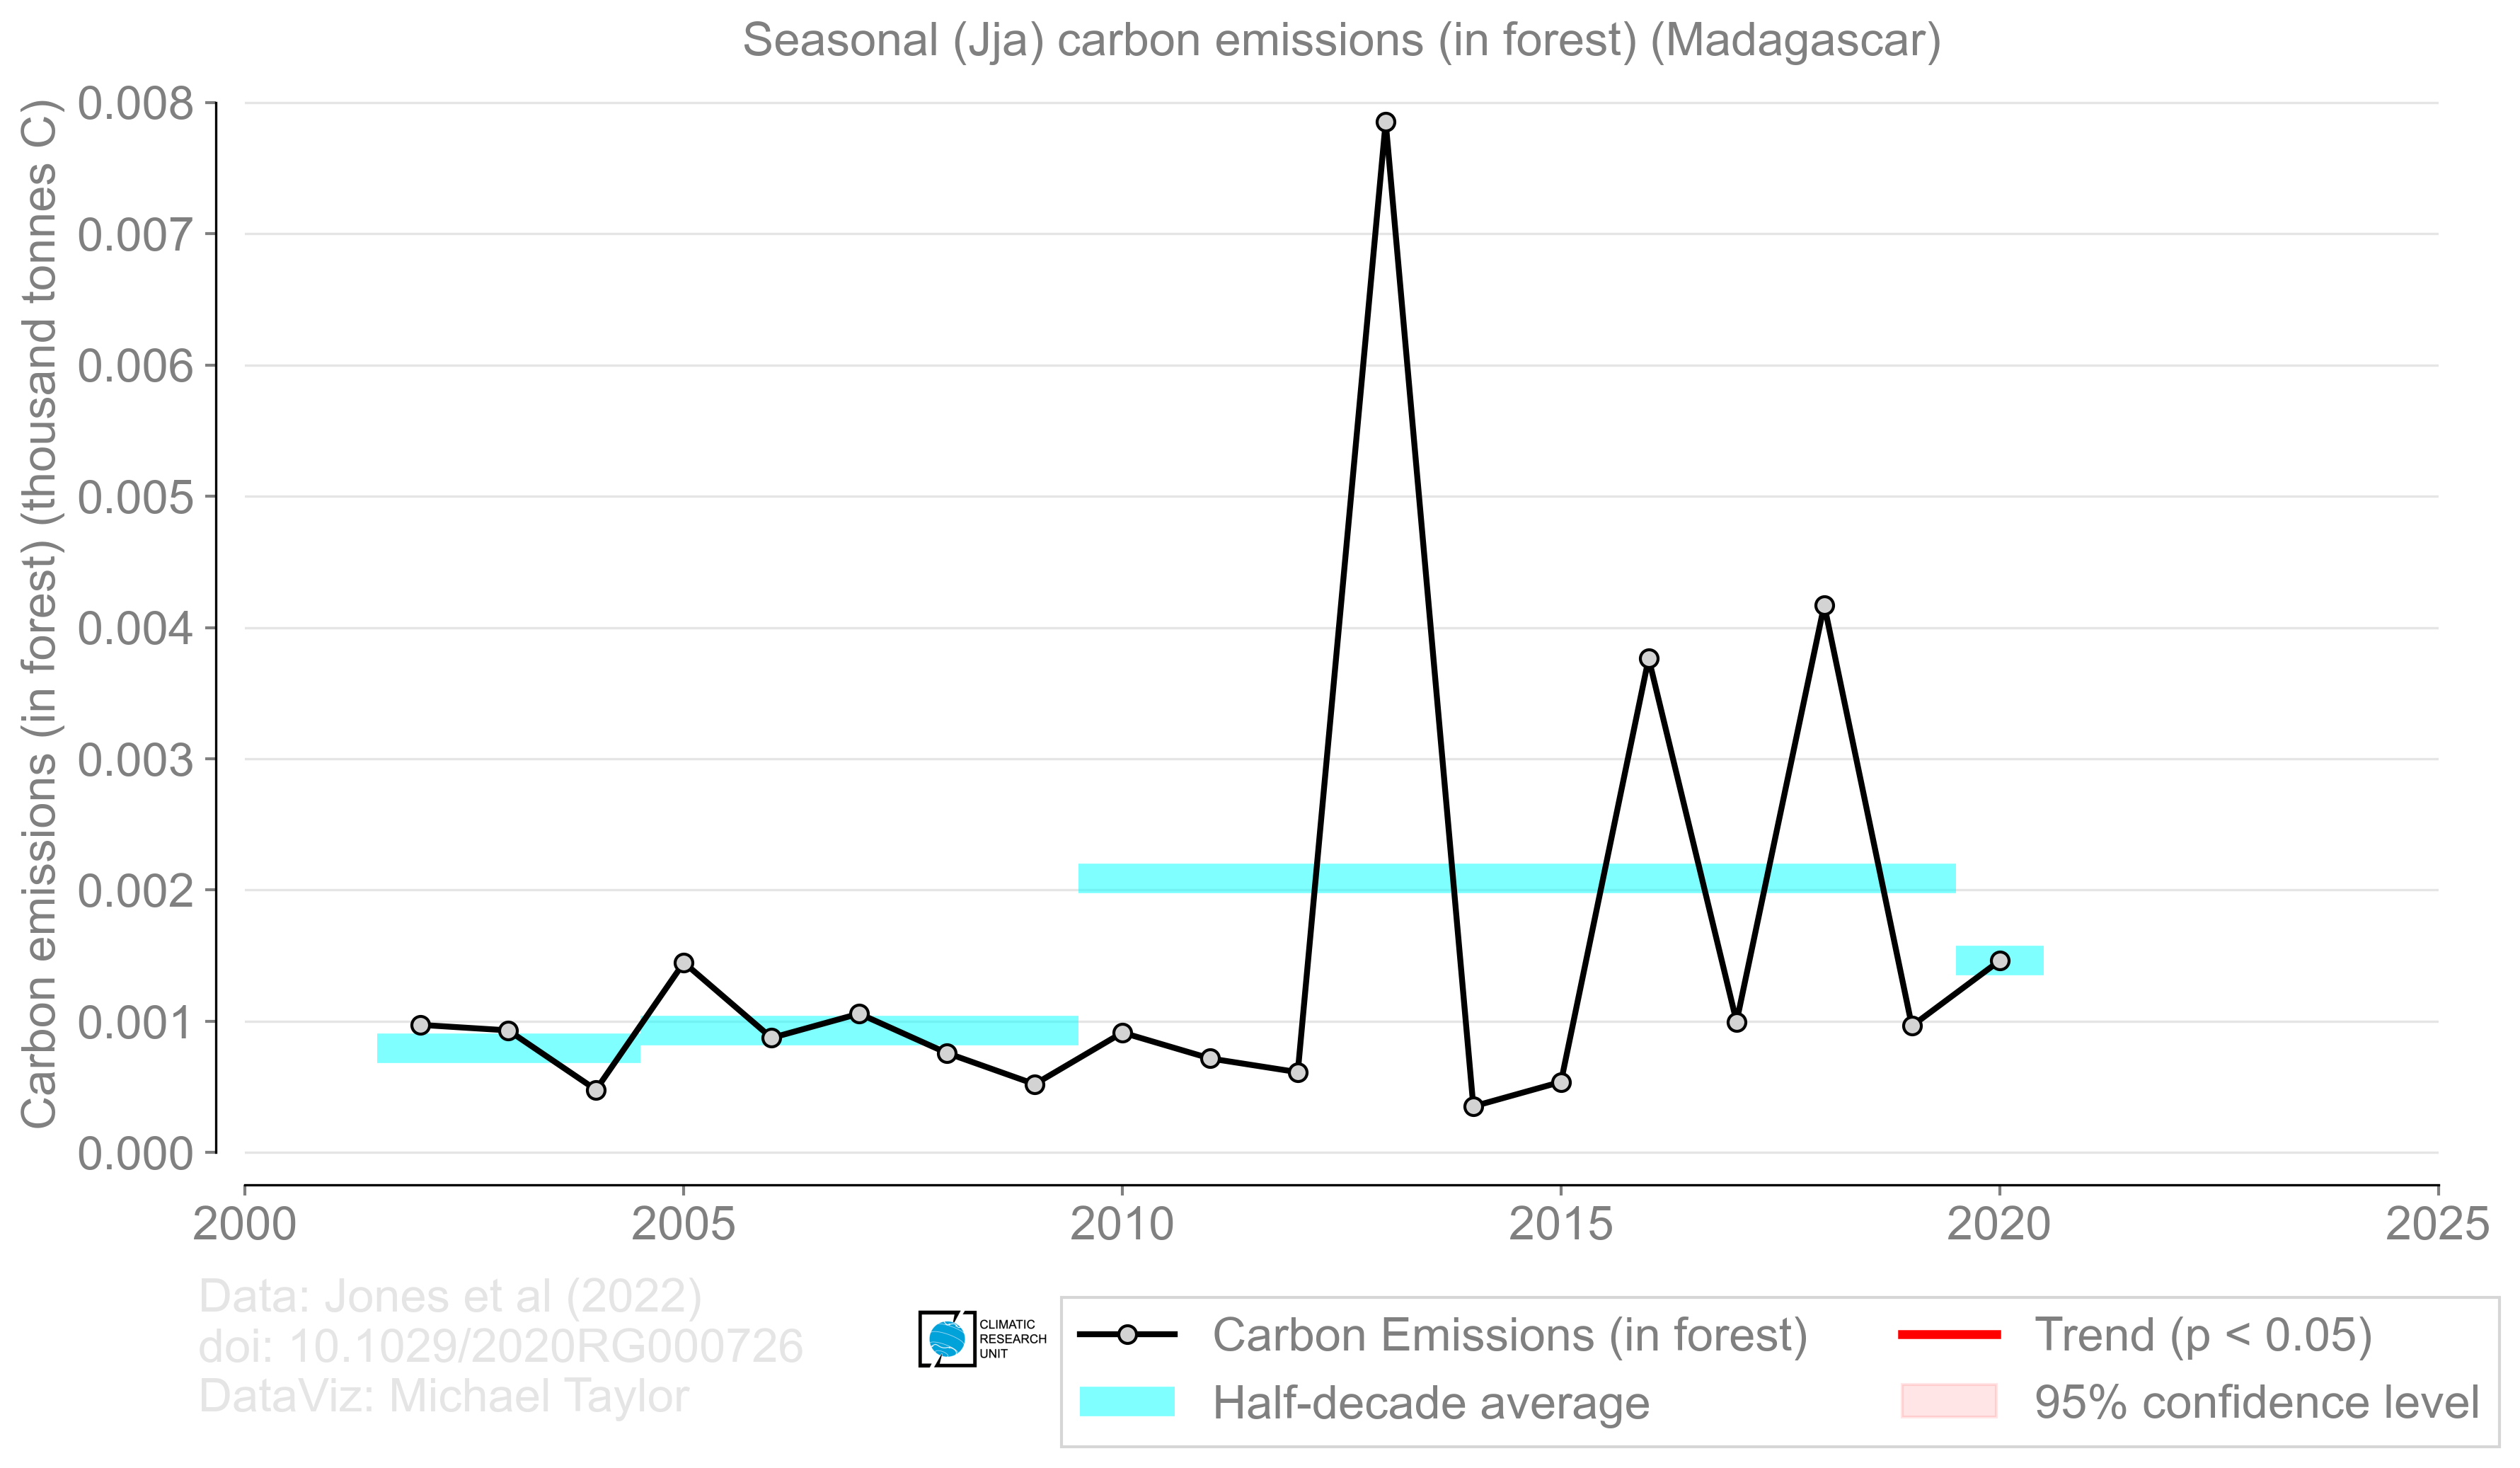 Seasonal (Jja) carbon emissions (in forest) (Madagascar)
Carbon emissions (in forest) (thousand tonnes C)
0.008
0.007
0.006
0.005
0.004
0.003
0.002
0.001
0.000
2000 2005 2010 2015 2020 2025
Data: Jones et al (2022)
doi: 10.1029/2020RG000726
DataViz: Michael Taylor
CLIMATIC
RESEARCH
UNIT
Carbon Emissions (in forest)
Half-decade average
Trend (p < 0.05)
95% confidence level